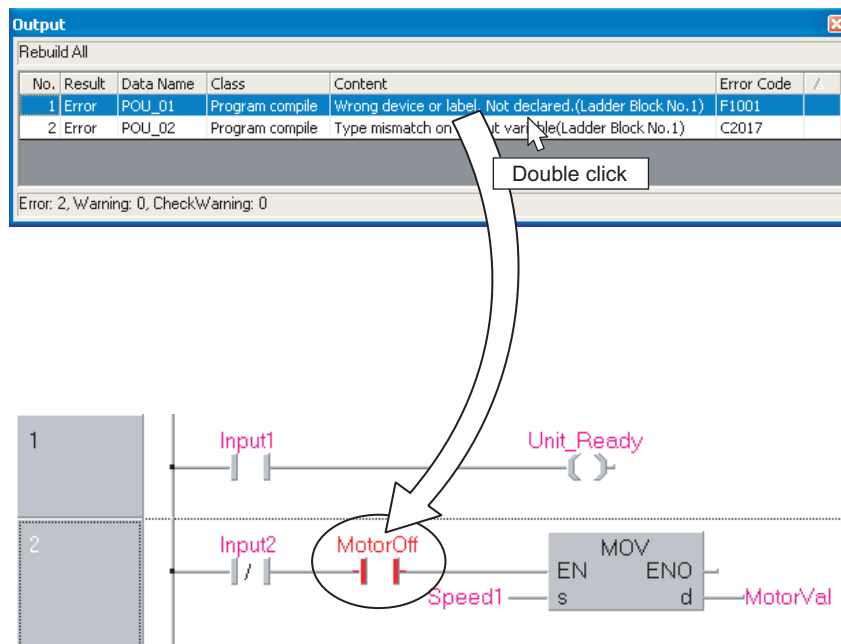 Output
Rebuild All
No. Result Data Name Class Content Error Code
1 Error POU_01 Program compile Wrong device or label. Not declared.(Ladder Block No.1) F1001
2 Error POU_02 Program compile Type mismatch on ut variable(Ladder Block No.1) C2017
Double click
Error: 2, Warning: 0, CheckWarning: 0
1 Input1 Unit_Ready
2 Input2 MotorOff MOV
EN ENO
Speed1 s d MotorVal